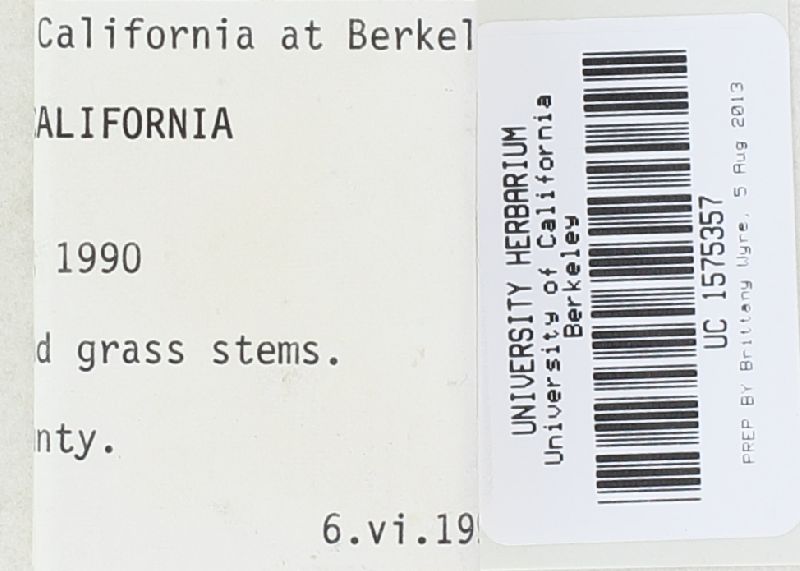 California at Berkel
ALIFORNIA
1990
d grass stems.
nty.
6.vi.19
UNIVERSITY HERBARIUM
University of California
Berkeley
UC 1575357
PREP BY Brittany Wyre, 5 Aug 2013